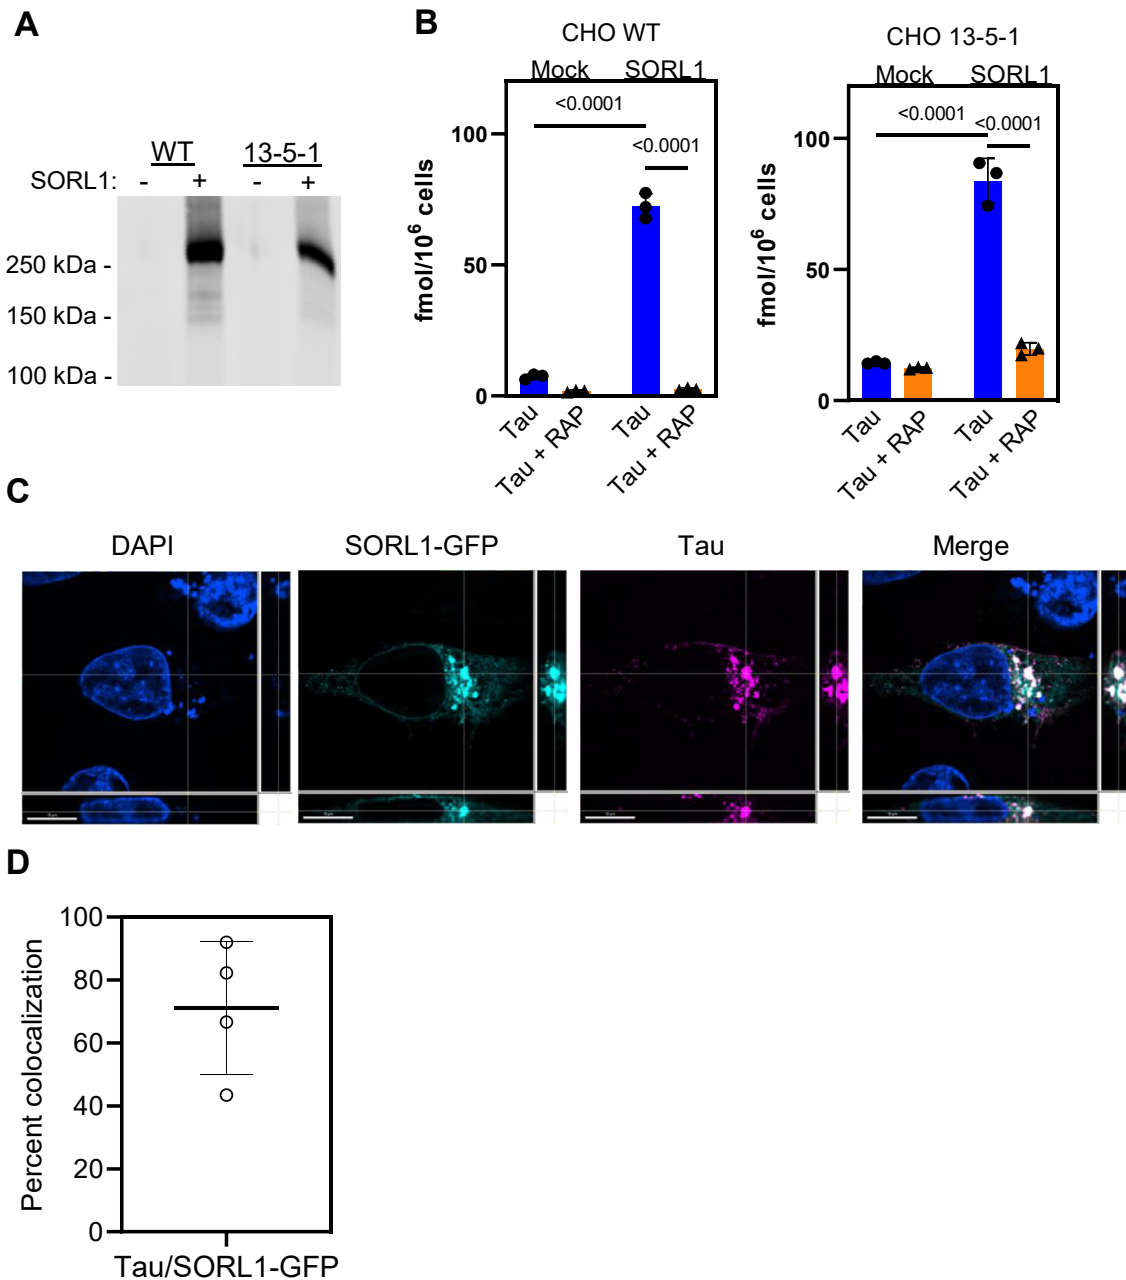 A
WT 13-5-1
SORL1: - + - +
250 kDa -
150 kDa -
100 kDa -
B
CHO WT
Mock SORL1
<0.0001
<0.0001
fmol/10⁶ cells
100
50
0
Tau
Tau + RAP
Tau
Tau + RAP
CHO 13-5-1
Mock SORL1
<0.0001
<0.0001
fmol/10⁶ cells
100
50
0
Tau
Tau + RAP
Tau
Tau + RAP
C
DAPI SORL1-GFP Tau Merge
D
Percent colocalization
100
80
60
40
20
0
Tau/SORL1-GFP